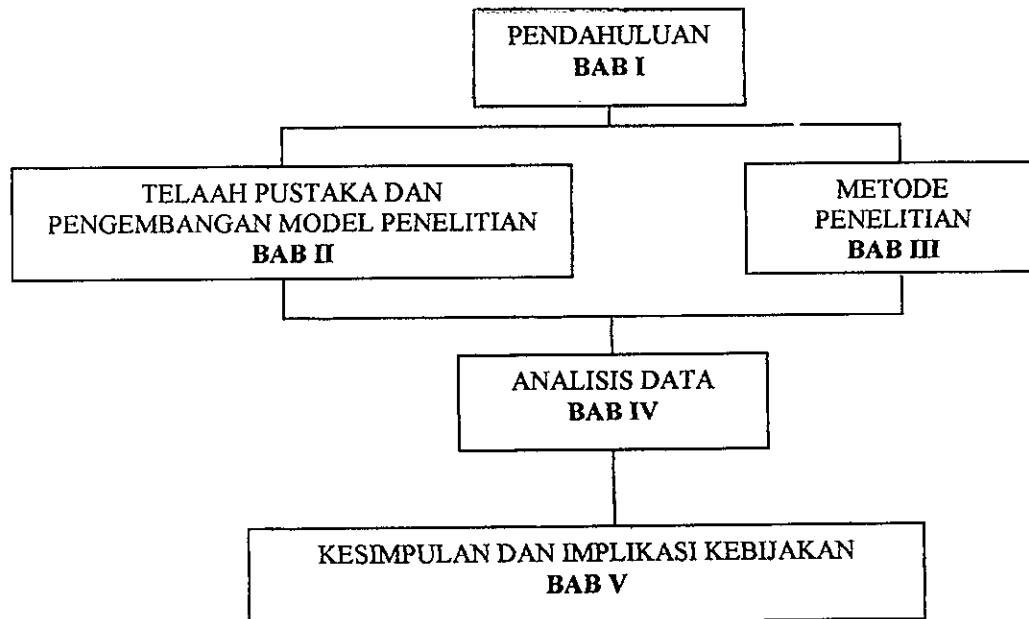 PENDAHULUAN
BAB I
TELAAH PUSTAKA DAN
PENGEMBANGAN MODEL PENELITIAN
BAB II
METODE
PENELITIAN
BAB III
ANALISIS DATA
BAB IV
KESIMPULAN DAN IMPLIKASI KEBIJAKAN
BAB V